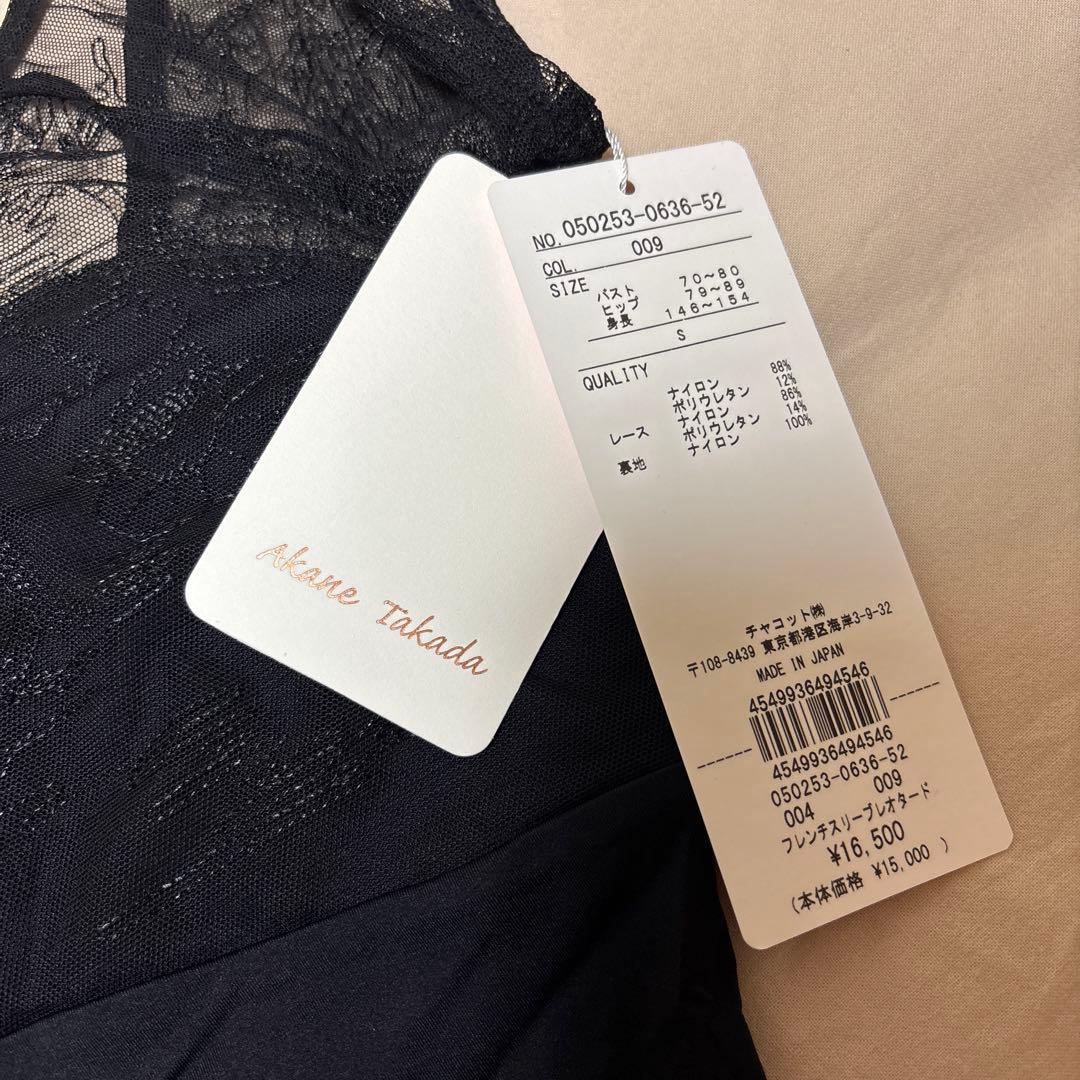 Akane Takada
NO. 050253-0636-52
COL. 009
SIZE バスト 70~80
ヒップ 79~89
身長 146~154
S
QUALITY
ナイロン 88%
ポリウレタン 12%
レース ナイロン 86%
ポリウレタン 14%
裏地 ナイロン 100%
チャコット㈱
〒108-8439 東京都港区海岸3-9-32
MADE IN JAPAN
4549936494546
4549936494546
050253-0636-52
004 009
フレンチスリーブレオタード
¥16,500
(本体価格 ¥15,000 )